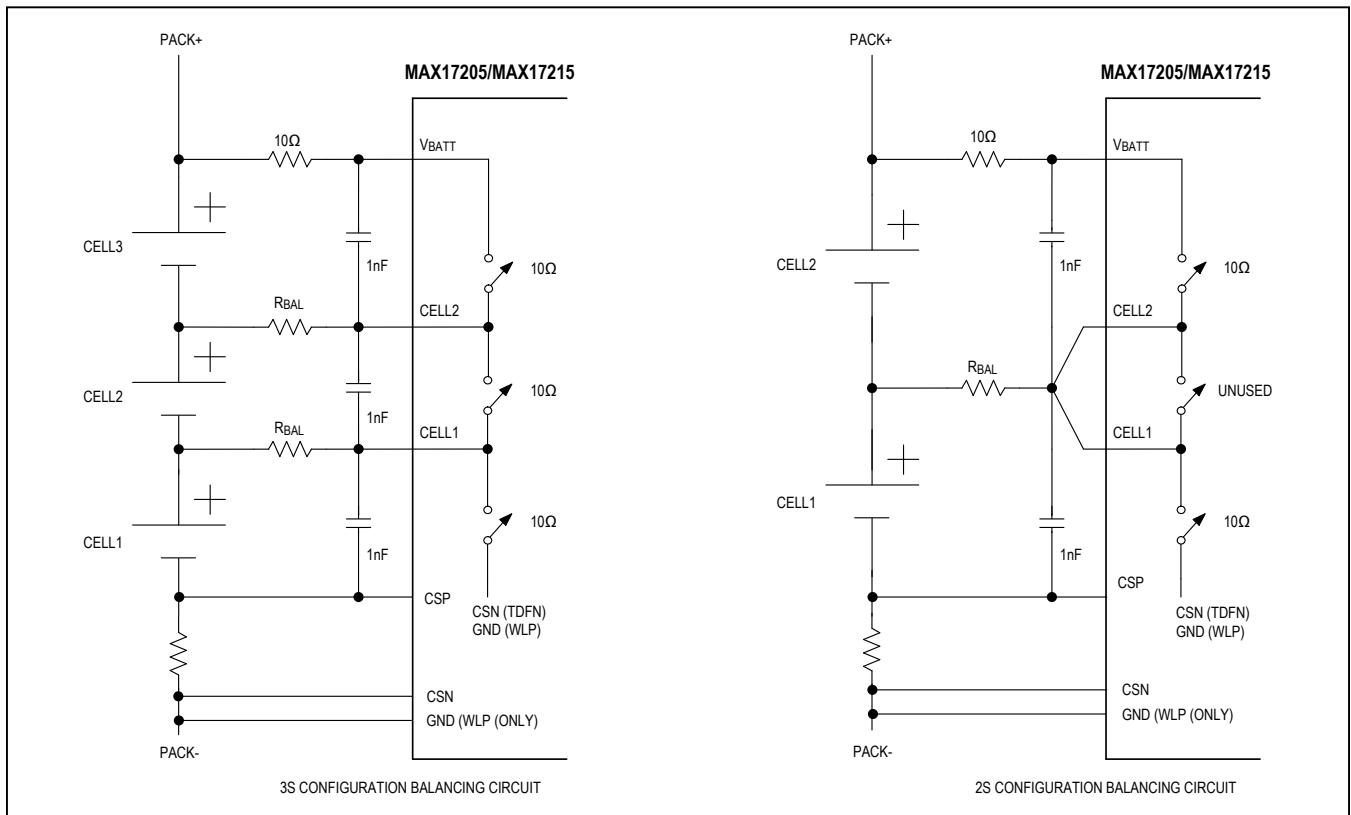 PACK+
MAX17205/MAX17215
10Ω
VBATT
CELL3
1nF
10Ω
RBAL
CELL2
CELL2
1nF
10Ω
RBAL
CELL1
CELL1
1nF
10Ω
CSP
CSN (TDFN)
GND (WLP)
CSN
GND (WLP (ONLY)
PACK-
3S CONFIGURATION BALANCING CIRCUIT
PACK+
MAX17205/MAX17215
10Ω
VBATT
CELL2
1nF
10Ω
CELL2
RBAL
UNUSED
CELL1
CELL1
1nF
10Ω
CSP
CSN (TDFN)
GND (WLP)
CSN
GND (WLP (ONLY)
PACK-
2S CONFIGURATION BALANCING CIRCUIT